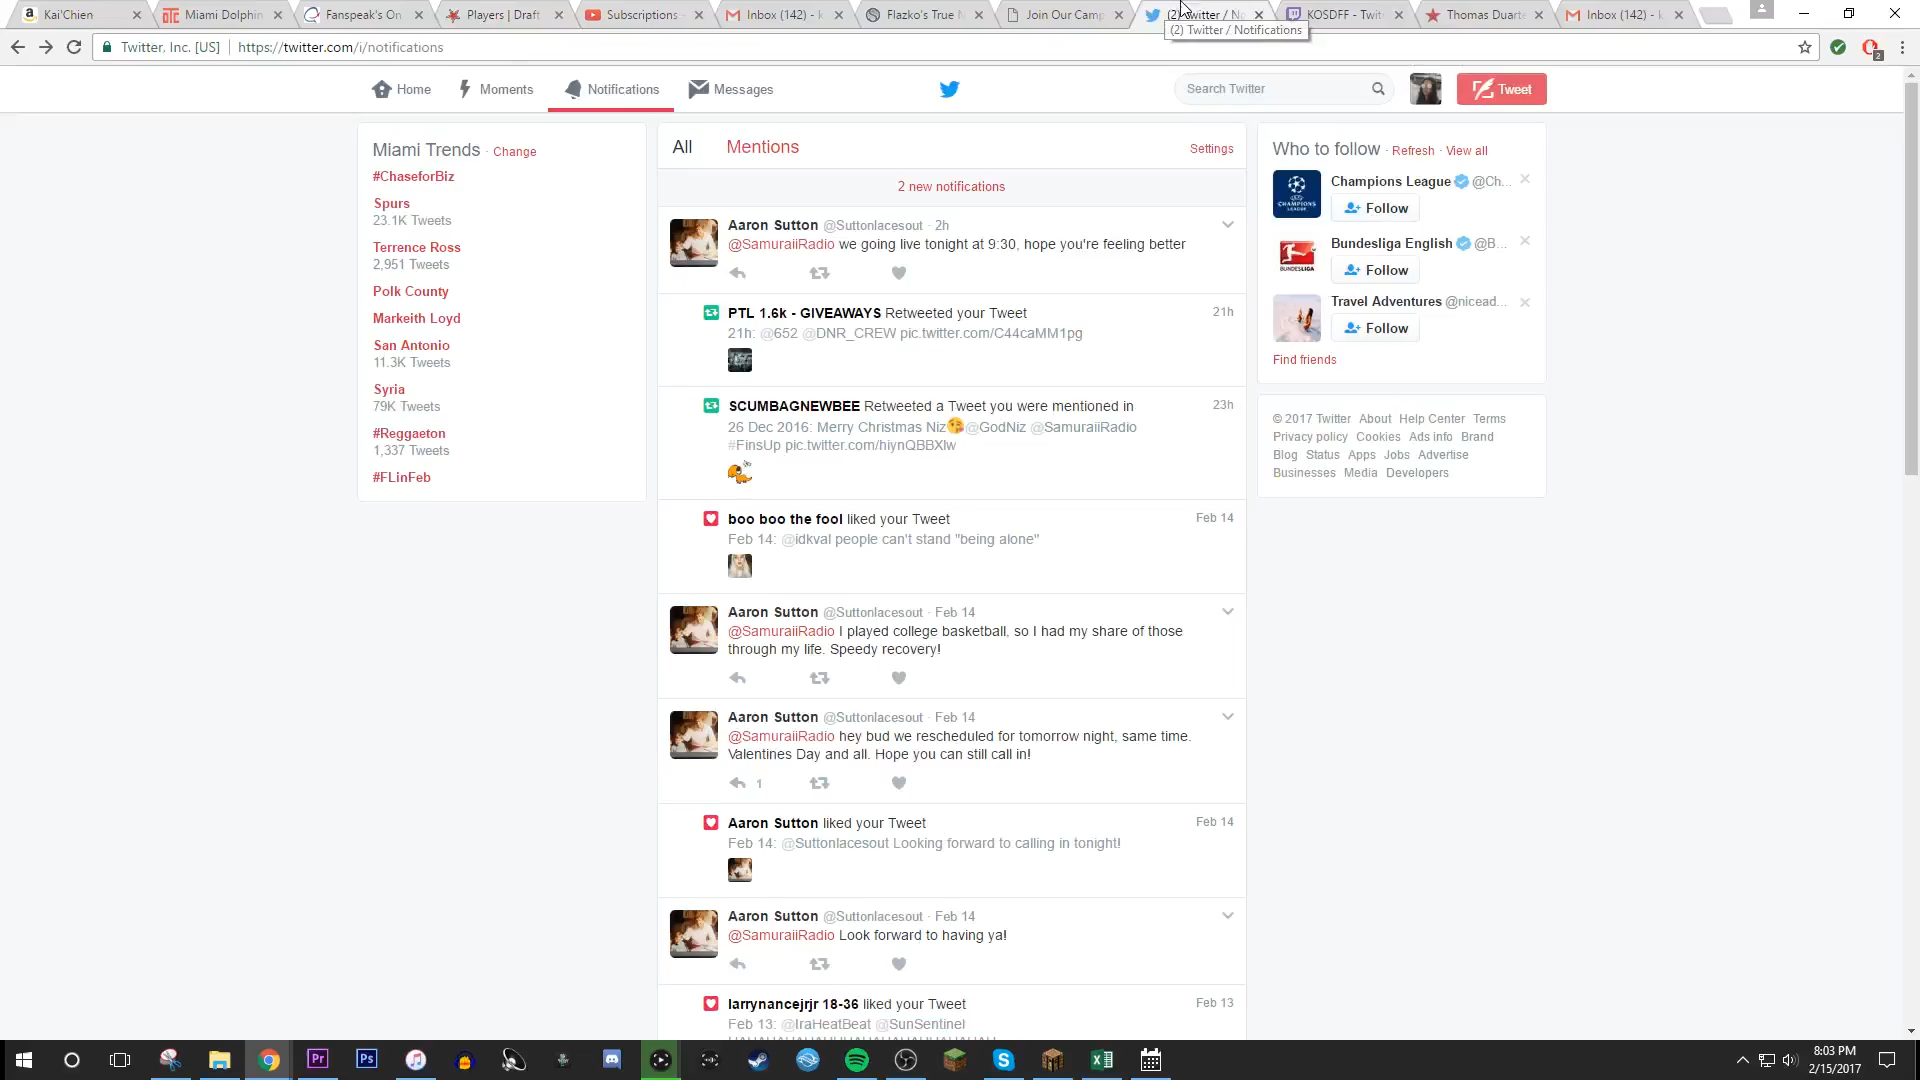 Kai'Chien
Miami Dolphin
Fanspeak's On
Players | Draft
Subscriptions
Inbox (142) - k
Flazko's True M
Join Our Camp
(2) Twitter / No
KOSDFF - Twit
Thomas Duarte
Inbox (142) - k
(2) Twitter / Notifications
Twitter, Inc. [US]
https://twitter.com/i/notifications
2
Home
Moments
Notifications
Messages
Search Twitter
Tweet
Miami Trends · Change
#ChaseforBiz
Spurs
23.1K Tweets
Terrence Ross
2,951 Tweets
Polk County
Markeith Loyd
San Antonio
11.3K Tweets
Syria
79K Tweets
#Reggaeton
1,337 Tweets
#FLinFeb
All
Mentions
Settings
2 new notifications
Aaron Sutton @Suttonlacesout · 2h
@SamuraiiRadio we going live tonight at 9:30, hope you're feeling better
PTL 1.6k - GIVEAWAYS Retweeted your Tweet
21h
21h: @652 @DNR_CREW pic.twitter.com/C44caMM1pg
SCUMBAGNEWBEE Retweeted a Tweet you were mentioned in
23h
26 Dec 2016: Merry Christmas Niz😘@GodNiz @SamuraiiRadio
#FinsUp pic.twitter.com/hiynQBBXlw
boo boo the fool liked your Tweet
Feb 14
Feb 14: @idkval people can't stand "being alone"
Aaron Sutton @Suttonlacesout · Feb 14
@SamuraiiRadio I played college basketball, so I had my share of those
through my life. Speedy recovery!
Aaron Sutton @Suttonlacesout · Feb 14
@SamuraiiRadio hey bud we rescheduled for tomorrow night, same time.
Valentines Day and all. Hope you can still call in!
1
Aaron Sutton liked your Tweet
Feb 14
Feb 14: @Suttonlacesout Looking forward to calling in tonight!
Aaron Sutton @Suttonlacesout · Feb 14
@SamuraiiRadio Look forward to having ya!
larrynancejrjr 18-36 liked your Tweet
Feb 13
Feb 13: @IraHeatBeat @SunSentinel
Who to follow · Refresh · View all
Champions League @Ch...
Follow
Bundesliga English @B...
Follow
Travel Adventures @nicead...
Follow
Find friends
© 2017 Twitter About Help Center Terms
Privacy policy Cookies Ads info Brand
Blog Status Apps Jobs Advertise
Businesses Media Developers
Pr
Ps
8:03 PM
2/15/2017